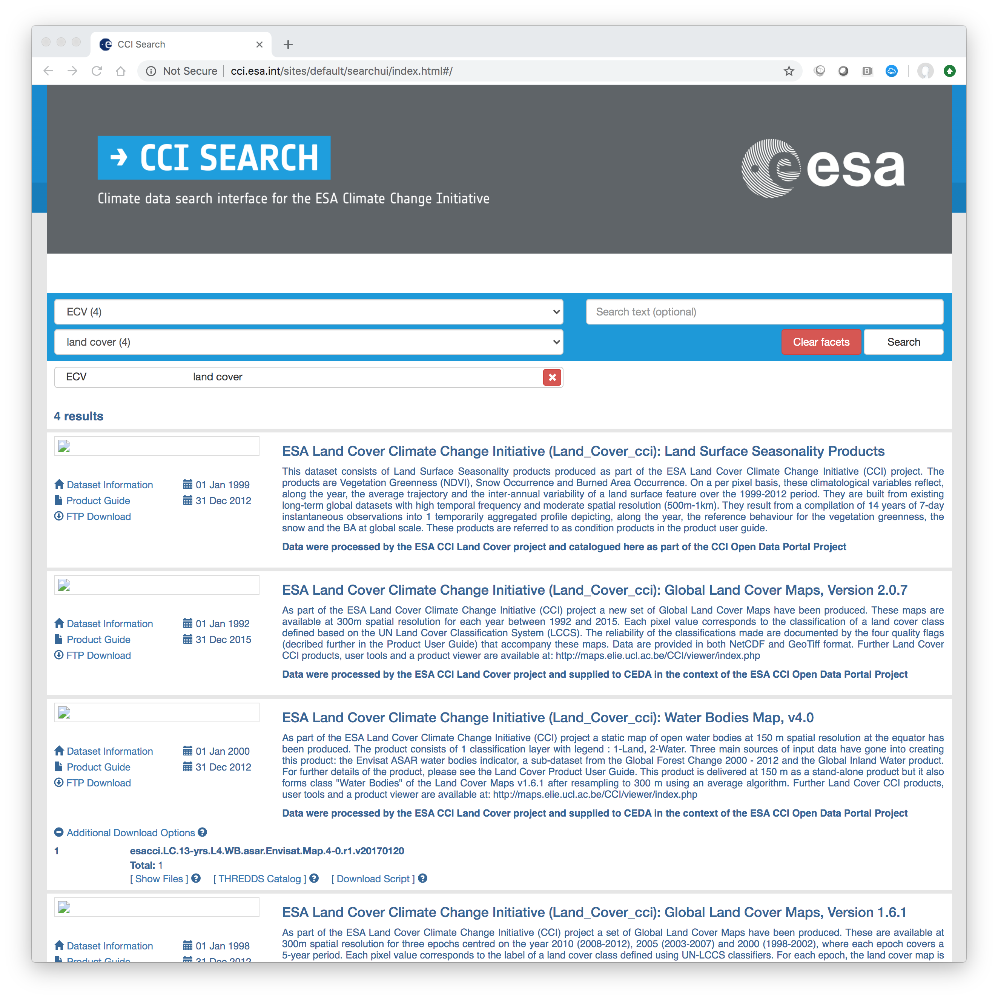 CCI Search
Not Secure
cci.esa.int/sites/default/searchui/index.html#/
B
→ CCI SEARCH
Climate data search interface for the ESA Climate Change Initiative
esa
ECV (4)
Search text (optional)
land cover (4)
Clear facets
Search
ECV
land cover
4 results
ESA Land Cover Climate Change Initiative (Land_Cover_cci): Land Surface Seasonality Products
Dataset Information
01 Jan 1999
Product Guide
31 Dec 2012
FTP Download
This dataset consists of Land Surface Seasonality products produced as part of the ESA Land Cover Climate Change Initiative (CCI) project. The
products are Vegetation Greenness (NDVI), Snow Occurrence and Burned Area Occurrence. On a per pixel basis, these climatological variables reflect,
along the year, the average trajectory and the inter-annual variability of a land surface feature over the 1999-2012 period. They are built from existing
long-term global datasets with high temporal frequency and moderate spatial resolution (500m-1km). They result from a compilation of 14 years of 7-day
instantaneous observations into 1 temporarily aggregated profile depicting, along the year, the reference behaviour for the vegetation greenness, the
snow and the BA at global scale. These products are referred to as condition products in the product user guide.
Data were processed by the ESA CCI Land Cover project and catalogued here as part of the CCI Open Data Portal Project
ESA Land Cover Climate Change Initiative (Land_Cover_cci): Global Land Cover Maps, Version 2.0.7
Dataset Information
01 Jan 1992
Product Guide
31 Dec 2015
FTP Download
As part of the ESA Land Cover Climate Change Initiative (CCI) project a new set of Global Land Cover Maps have been produced. These maps are
available at 300m spatial resolution for each year between 1992 and 2015. Each pixel value corresponds to the classification of a land cover class
defined based on the UN Land Cover Classification System (LCCS). The reliability of the classifications made are documented by the four quality flags
(decribed further in the Product User Guide) that accompany these maps. Data are provided in both NetCDF and GeoTiff format. Further Land Cover
CCI products, user tools and a product viewer are available at: http://maps.elie.ucl.ac.be/CCI/viewer/index.php
Data were processed by the ESA CCI Land Cover project and supplied to CEDA in the context of the ESA CCI Open Data Portal Project
ESA Land Cover Climate Change Initiative (Land_Cover_cci): Water Bodies Map, v4.0
Dataset Information
01 Jan 2000
Product Guide
31 Dec 2012
FTP Download
As part of the ESA Land Cover Climate Change Initiative (CCI) project a static map of open water bodies at 150 m spatial resolution at the equator has
been produced. The product consists of 1 classification layer with legend : 1-Land, 2-Water. Three main sources of input data have gone into creating
this product: the Envisat ASAR water bodies indicator, a sub-dataset from the Global Forest Change 2000 - 2012 and the Global Inland Water product.
For further details of the product, please see the Land Cover Product User Guide. This product is delivered at 150 m as a stand-alone product but it also
forms class "Water Bodies" of the Land Cover Maps v1.6.1 after resampling to 300 m using an average algorithm. Further Land Cover CCI products,
user tools and a product viewer are available at: http://maps.elie.ucl.ac.be/CCI/viewer/index.php
Data were processed by the ESA CCI Land Cover project and supplied to CEDA in the context of the ESA CCI Open Data Portal Project
Additional Download Options ?
1 esacci.LC.13-yrs.L4.WB.asar.Envisat.Map.4-0.r1.v20170120
Total: 1
[ Show Files ] ? [ THREDDS Catalog ] ? [ Download Script ] ?
ESA Land Cover Climate Change Initiative (Land_Cover_cci): Global Land Cover Maps, Version 1.6.1
Dataset Information
01 Jan 1998
Product Guide
31 Dec 2012
As part of the ESA Land Cover Climate Change Initiative (CCI) project a set of Global Land Cover Maps have been produced. These are available at
300m spatial resolution for three epochs centred on the year 2010 (2008-2012), 2005 (2003-2007) and 2000 (1998-2002), where each epoch covers a
5-year period. Each pixel value corresponds to the label of a land cover class defined using UN-LCCS classifiers. For each epoch, the land cover map is